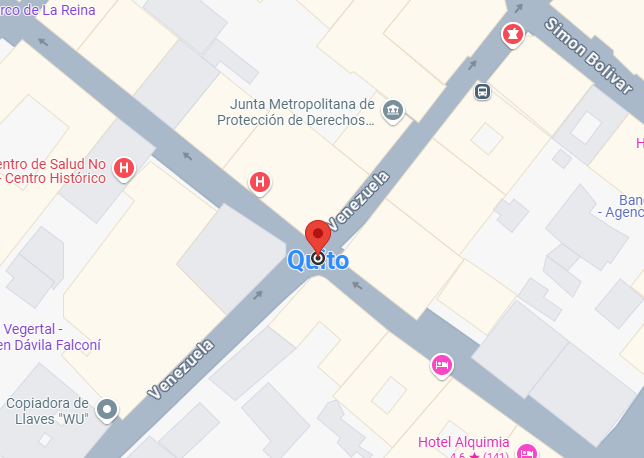 rco de La Reina
Simon Bolivar
Junta Metropolitana de
Protección de Derechos...
entro de Salud No
- Centro Histórico
H
H
H
Venezuela
Ban
- Agenc
Quito
Vegertal -
en Dávila Falconí
Venezuela
Copiadora de
Llaves "WU"
Hotel Alquimia
4.6 ★ (141)